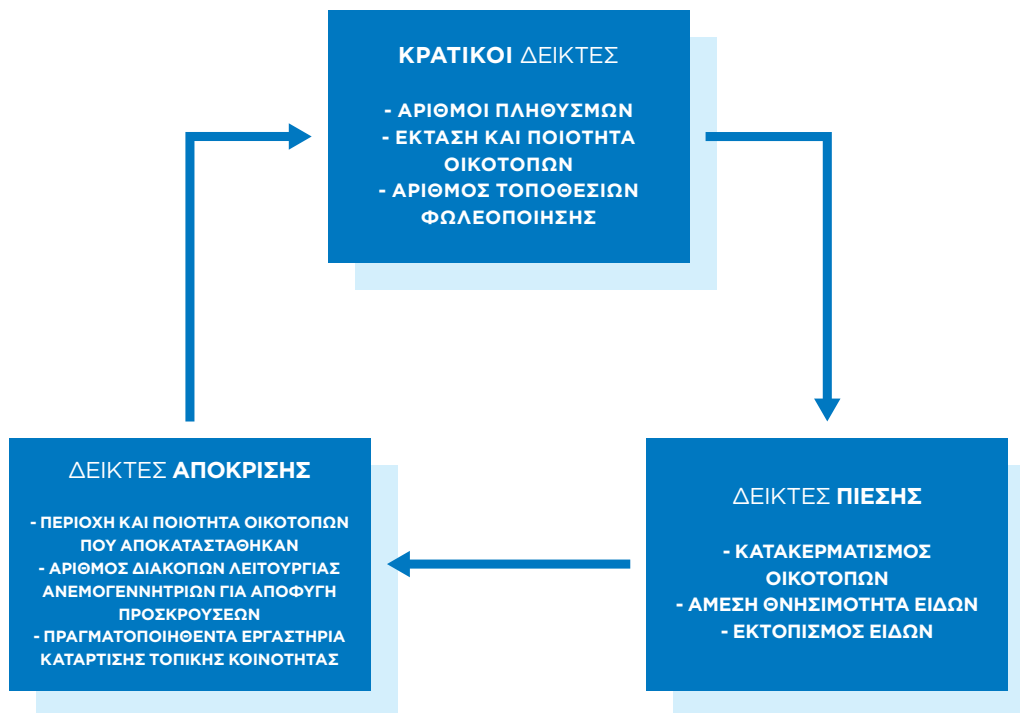 ΚΡΑΤΙΚΟΙ ΔΕΙΚΤΕΣ
- ΑΡΙΘΜΟΙ ΠΛΗΘΥΣΜΩΝ
- ΕΚΤΑΣΗ ΚΑΙ ΠΟΙΟΤΗΤΑ
ΟΙΚΟΤΟΠΩΝ
- ΑΡΙΘΜΟΣ ΤΟΠΟΘΕΣΙΩΝ
ΦΩΛΕΟΠΟΙΗΣΗΣ
ΔΕΙΚΤΕΣ ΠΙΕΣΗΣ
- ΚΑΤΑΚΕΡΜΑΤΙΣΜΟΣ
ΟΙΚΟΤΟΠΩΝ
- ΑΜΕΣΗ ΘΝΗΣΙΜΟΤΗΤΑ ΕΙΔΩΝ
- ΕΚΤΟΠΙΣΜΟΣ ΕΙΔΩΝ
ΔΕΙΚΤΕΣ ΑΠΟΚΡΙΣΗΣ
- ΠΕΡΙΟΧΗ ΚΑΙ ΠΟΙΟΤΗΤΑ ΟΙΚΟΤΟΠΩΝ
ΠΟΥ ΑΠΟΚΑΤΑΣΤΑΘΗΚΑΝ
- ΑΡΙΘΜΟΣ ΔΙΑΚΟΠΩΝ ΛΕΙΤΟΥΡΓΙΑΣ
ΑΝΕΜΟΓΕΝΝΗΤΡΙΩΝ ΓΙΑ ΑΠΟΦΥΓΗ
ΠΡΟΣΚΡΟΥΣΕΩΝ
- ΠΡΑΓΜΑΤΟΠΟΙΗΘΕΝΤΑ ΕΡΓΑΣΤΗΡΙΑ
ΚΑΤΑΡΤΙΣΗΣ ΤΟΠΙΚΗΣ ΚΟΙΝΟΤΗΤΑΣ